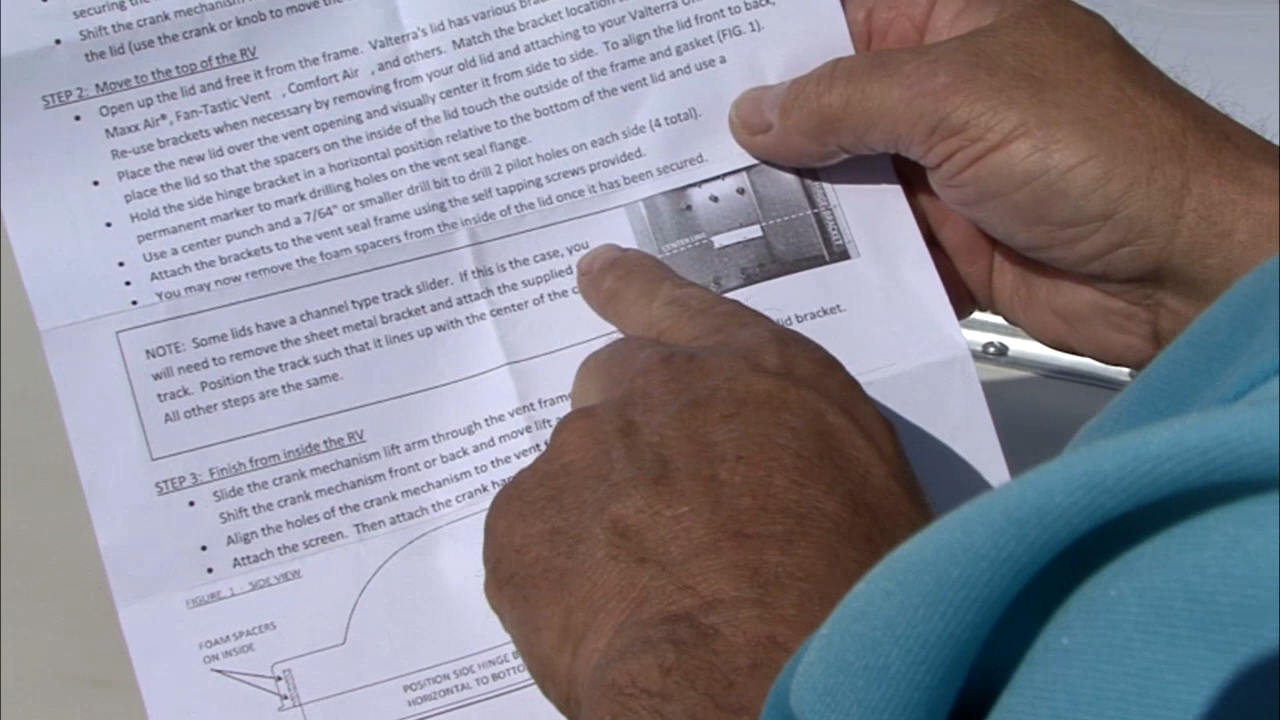 securing the
Shift the crank mechanism
the lid (use the crank or knob to move the
STEP 2: Move to the top of the RV
• Open up the lid and free it from the frame. Valterra's lid has various
Maxx Air®, Fan-Tastic Vent , Comfort Air , and others. Match the bracket location
Re-use brackets when necessary by removing from your old lid and attaching to your Valterra
• Place the new lid over the vent opening and visually center it from side to side. To align the lid front to back,
place the lid so that the spacers on the inside of the lid touch the outside of the frame and gasket (FIG. 1).
• Hold the side hinge bracket in a horizontal position relative to the bottom of the vent lid and use a
permanent marker to mark drilling holes on the vent seal flange.
• Use a center punch and a 7/64" or smaller drill bit to drill 2 pilot holes on each side (4 total).
• Attach the brackets to the vent seal frame using the self tapping screws provided.
• You may now remove the foam spacers from the inside of the lid once it has been secured.
NOTE: Some lids have a channel type track slider. If this is the case, you
will need to remove the sheet metal bracket and attach the supplied
track. Position the track such that it lines up with the center of the
lid bracket.
All other steps are the same.
CENTER LINE
STEP 3: Finish from inside the RV
• Slide the crank mechanism lift arm through the vent frame
Shift the crank mechanism front or back and move lift
• Align the holes of the crank mechanism to the vent
• Attach the screen. Then attach the crank
FIGURE 1 - SIDE VIEW
FOAM SPACERS
ON INSIDE
POSITION SIDE HINGE
HORIZONTAL TO